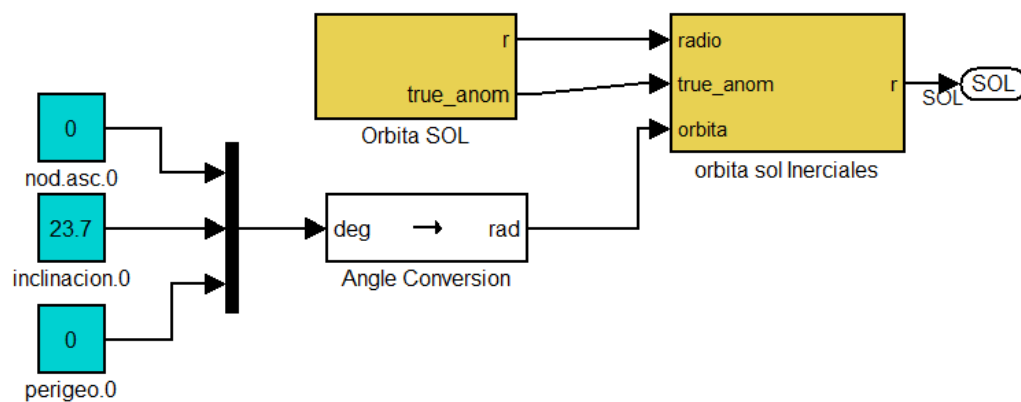 r
true_anom
Orbita SOL
radio
true_anom
orbita
r
orbita sol Inerciales
SOL
SOL
0
nod.asc.0
23.7
inclinacion.0
0
perigeo.0
deg
rad
Angle Conversion